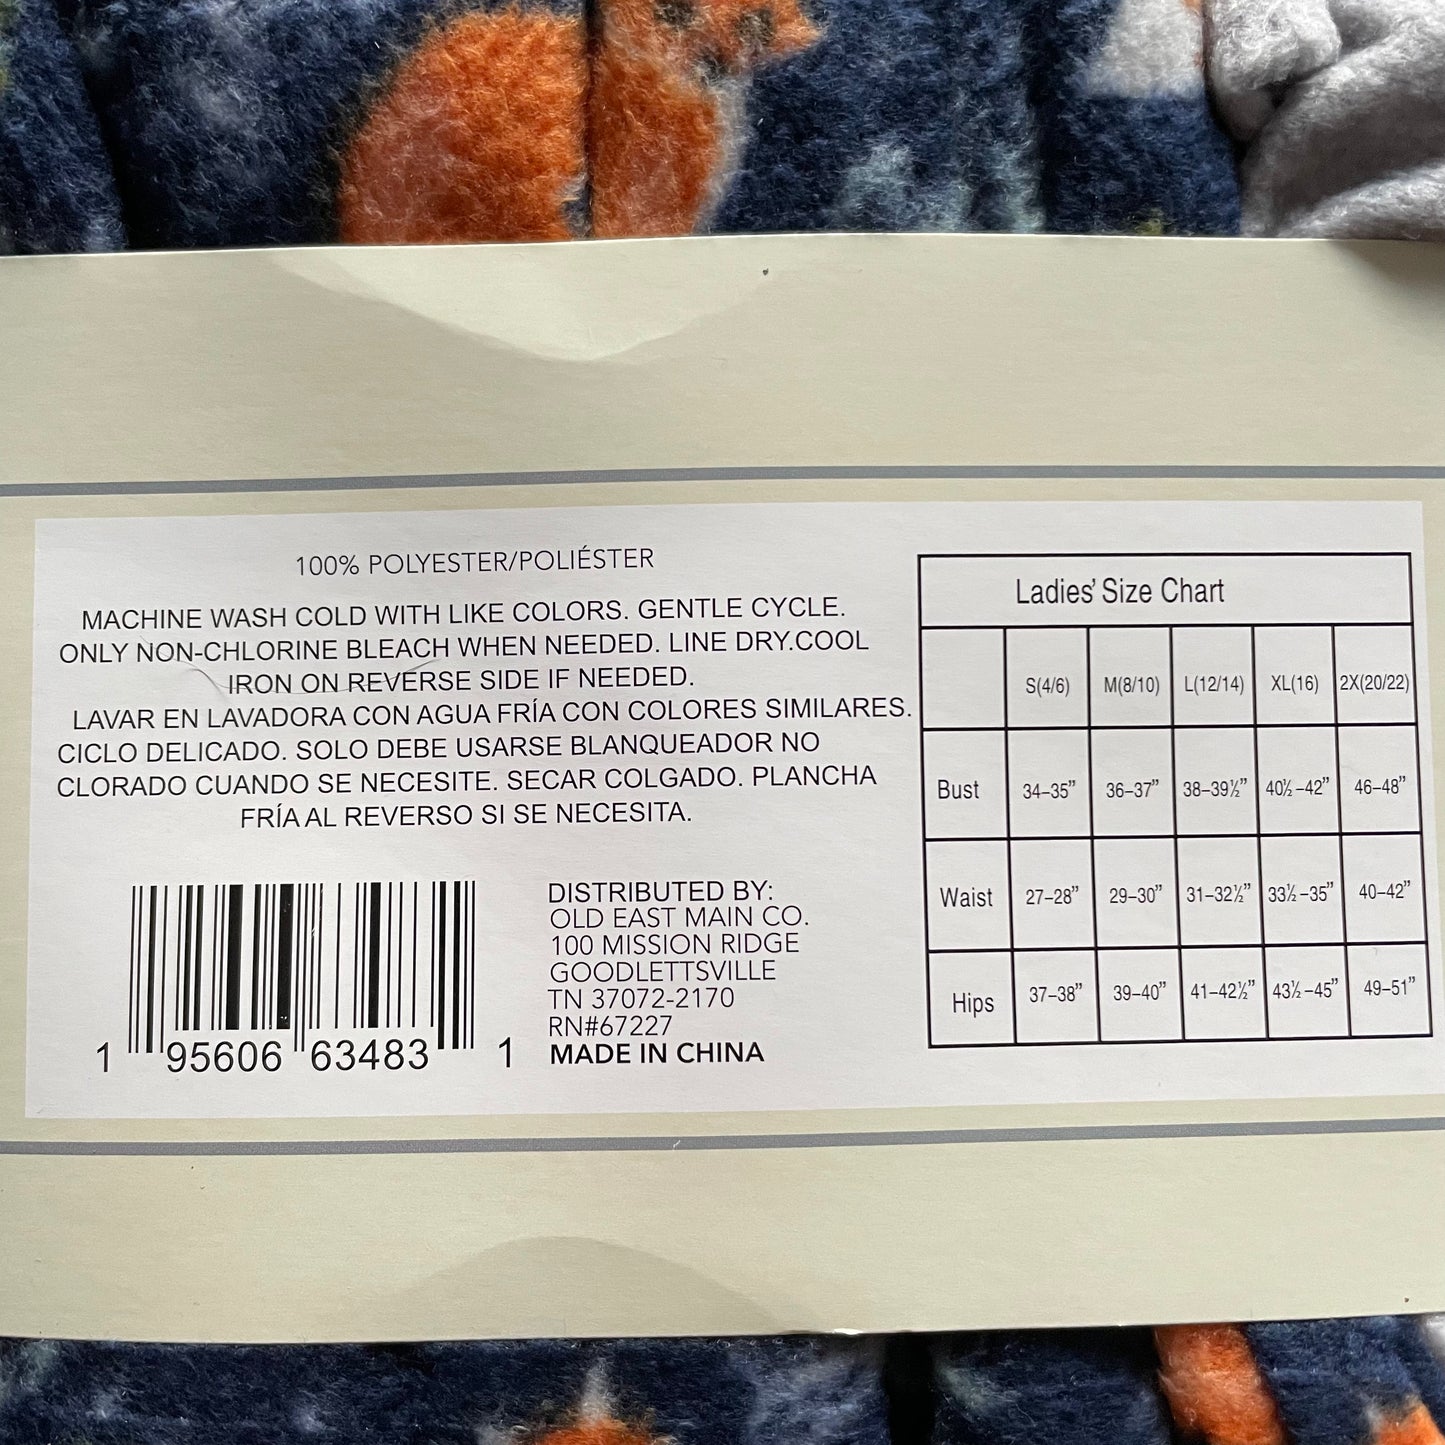 100% POLYESTER/POLIÉSTER
MACHINE WASH COLD WITH LIKE COLORS. GENTLE CYCLE.
ONLY NON-CHLORINE BLEACH WHEN NEEDED. LINE DRY.COOL
IRON ON REVERSE SIDE IF NEEDED.
LAVAR EN LAVADORA CON AGUA FRÍA CON COLORES SIMILARES.
CICLO DELICADO. SOLO DEBE USARSE BLANQUEADOR NO
CLORADO CUANDO SE NECESITE. SECAR COLGADO. PLANCHA
FRÍA AL REVERSO SI SE NECESITA.
1 95606 63483 1
DISTRIBUTED BY:
OLD EAST MAIN CO.
100 MISSION RIDGE
GOODLETTSVILLE
TN 37072-2170
RN#67227
MADE IN CHINA
Ladies' Size Chart
S(4/6) M(8/10) L(12/14) XL(16) 2X(20/22)
Bust 34–35" 36–37" 38–39½" 40½–42" 46–48"
Waist 27–28" 29–30" 31–32½" 33½–35" 40–42"
Hips 37–38" 39–40" 41–42½" 43½–45" 49–51"